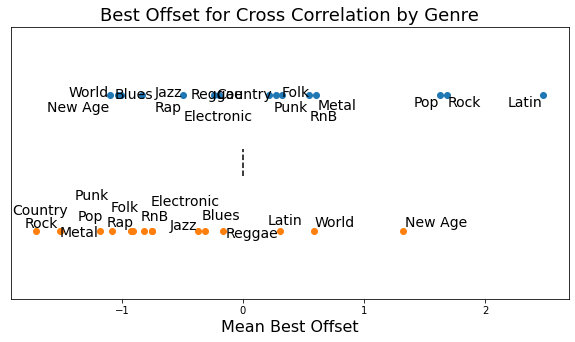 Best Offset for Cross Correlation by Genre
World Blues Jazz Reggae Country Folk
New Age Rap Electronic Punk Metal RnB Pop Rock Latin
Punk Electronic
Country Folk
Rock Pop Rap RnB Blues Latin World New Age
Metal Jazz Reggae
−1 0 1 2
Mean Best Offset